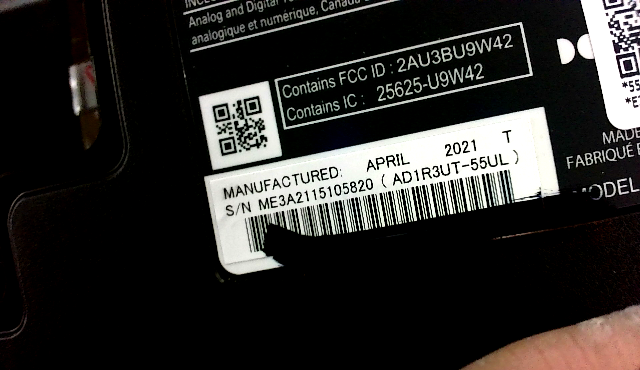 Analog and Digital
analogique et numérique, Canada
Contains FCC ID : 2AU3BU9W42
Contains IC : 25625-U9W42
MANUFACTURED: APRIL 2021 T
S/N ME3A2115105820 ( AD1R3UT-55UL )
MADE
FABRIQUÉ
MODEL